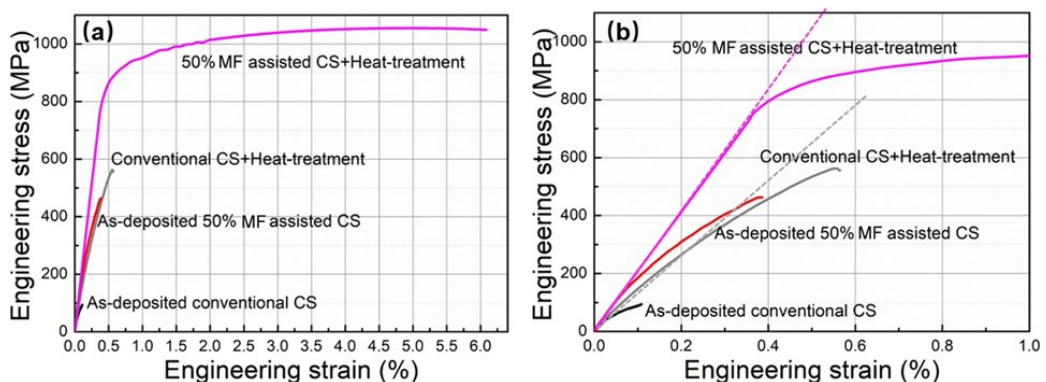 (a)
1000
800
600
400
200
0
Engineering stress (MPa)
50% MF assisted CS+Heat-treatment
Conventional CS+Heat-treatment
As-deposited 50% MF assisted CS
As-deposited conventional CS
0.0 0.5 1.0 1.5 2.0 2.5 3.0 3.5 4.0 4.5 5.0 5.5 6.0
Engineering strain (%)
(b)
1000
800
600
400
200
0
Engineering stress (MPa)
50% MF assisted CS+Heat-treatment
Conventional CS+Heat-treatment
As-deposited 50% MF assisted CS
As-deposited conventional CS
0.0 0.2 0.4 0.6 0.8 1.0
Engineering strain (%)